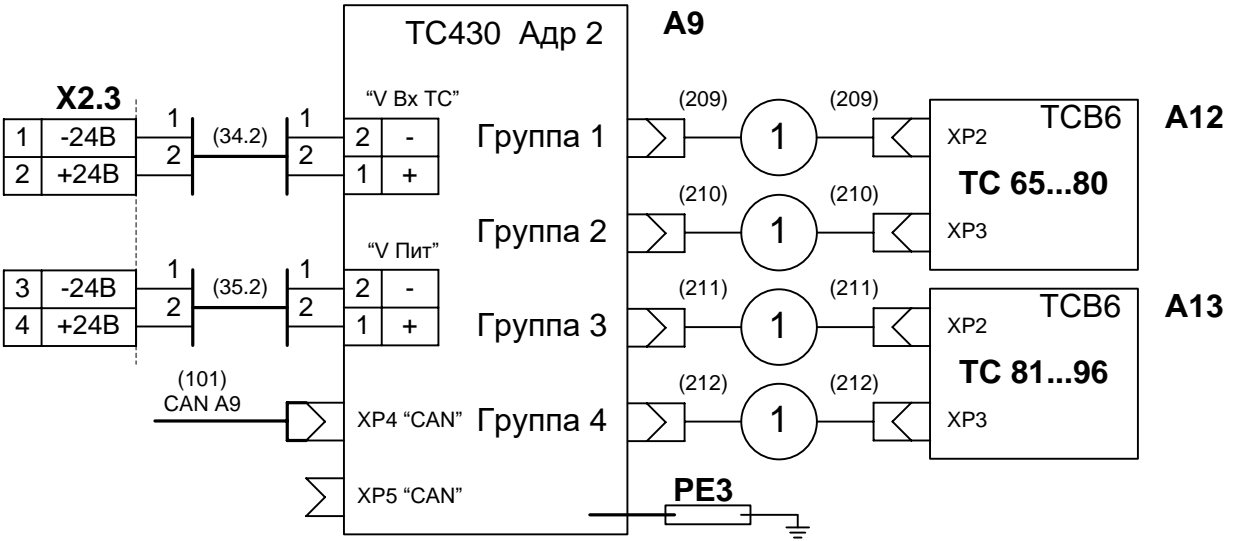 ТС430 Адр 2
A9
X2.3
1 -24В
2 +24В
1
2
(34.2)
1
2
“V Вх ТС”
2 -
1 +
Группа 1
(209)
1
(209)
XP2
ТСВ6
A12
ТС 65...80
Группа 2
(210)
1
(210)
XP3
3 -24В
4 +24В
1
2
(35.2)
1
2
“V Пит”
2 -
1 +
Группа 3
(211)
1
(211)
XP2
ТСВ6
A13
ТС 81...96
(101)
CAN A9
XP4 “CAN”
Группа 4
(212)
1
(212)
XP3
XP5 “CAN”
PE3